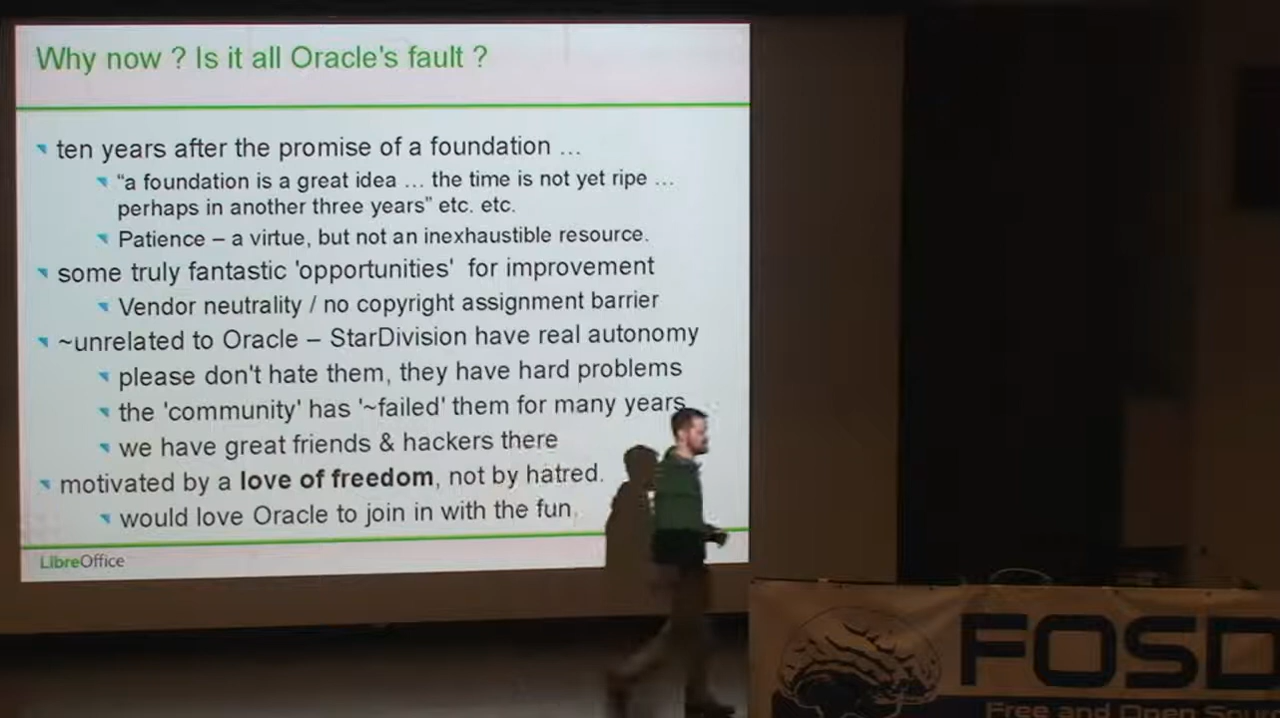 Why now ? Is it all Oracle's fault ?
ten years after the promise of a foundation …
“a foundation is a great idea … the time is not yet ripe …
perhaps in another three years” etc. etc.
Patience – a virtue, but not an inexhaustible resource.
some truly fantastic 'opportunities' for improvement
Vendor neutrality / no copyright assignment barrier
~unrelated to Oracle – StarDivision have real autonomy
please don't hate them, they have hard problems
the 'community' has '~failed' them for many years
we have great friends & hackers there
motivated by a love of freedom, not by hatred.
would love Oracle to join in with the fun.
LibreOffice
FOSD
Free and Open Sour